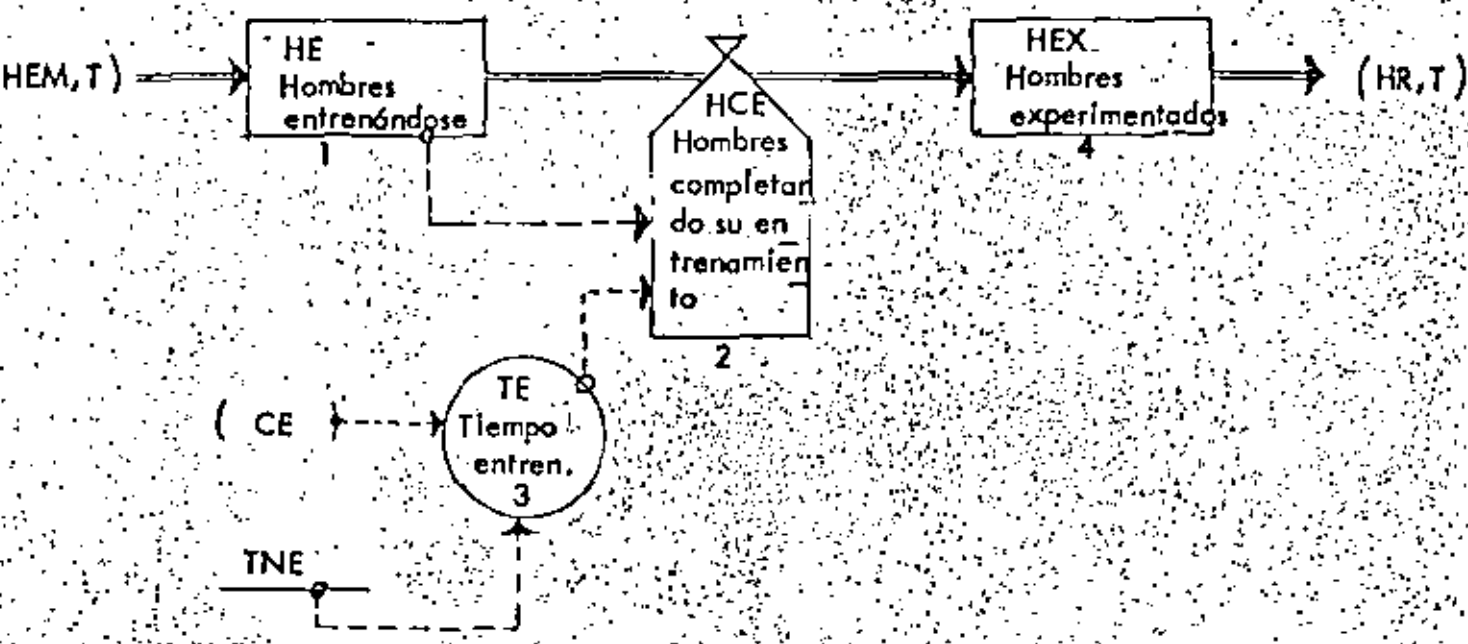 HEM, T)
HE
Hombres
entrenóndose
1
HCE
Hombres
completan
do su en
trenamien
to
2
HEX
Hombres
experimentados
4
(HR, T)
( CE )
TE
Tiempo
entren.
3
TNE